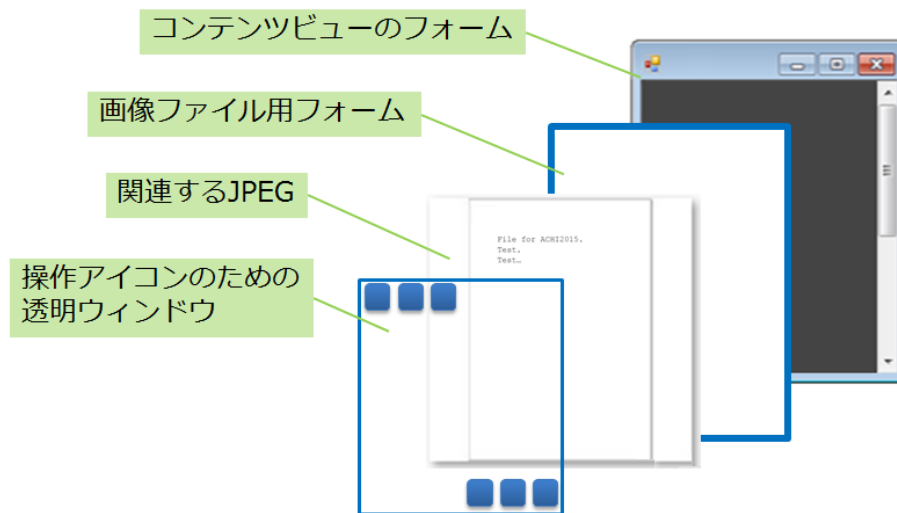 コンテンツビューのフォーム
画像ファイル用フォーム
関連するJPEG
File for ACHI2015.
Test.
Test…
操作アイコンのための
透明ウィンドウ